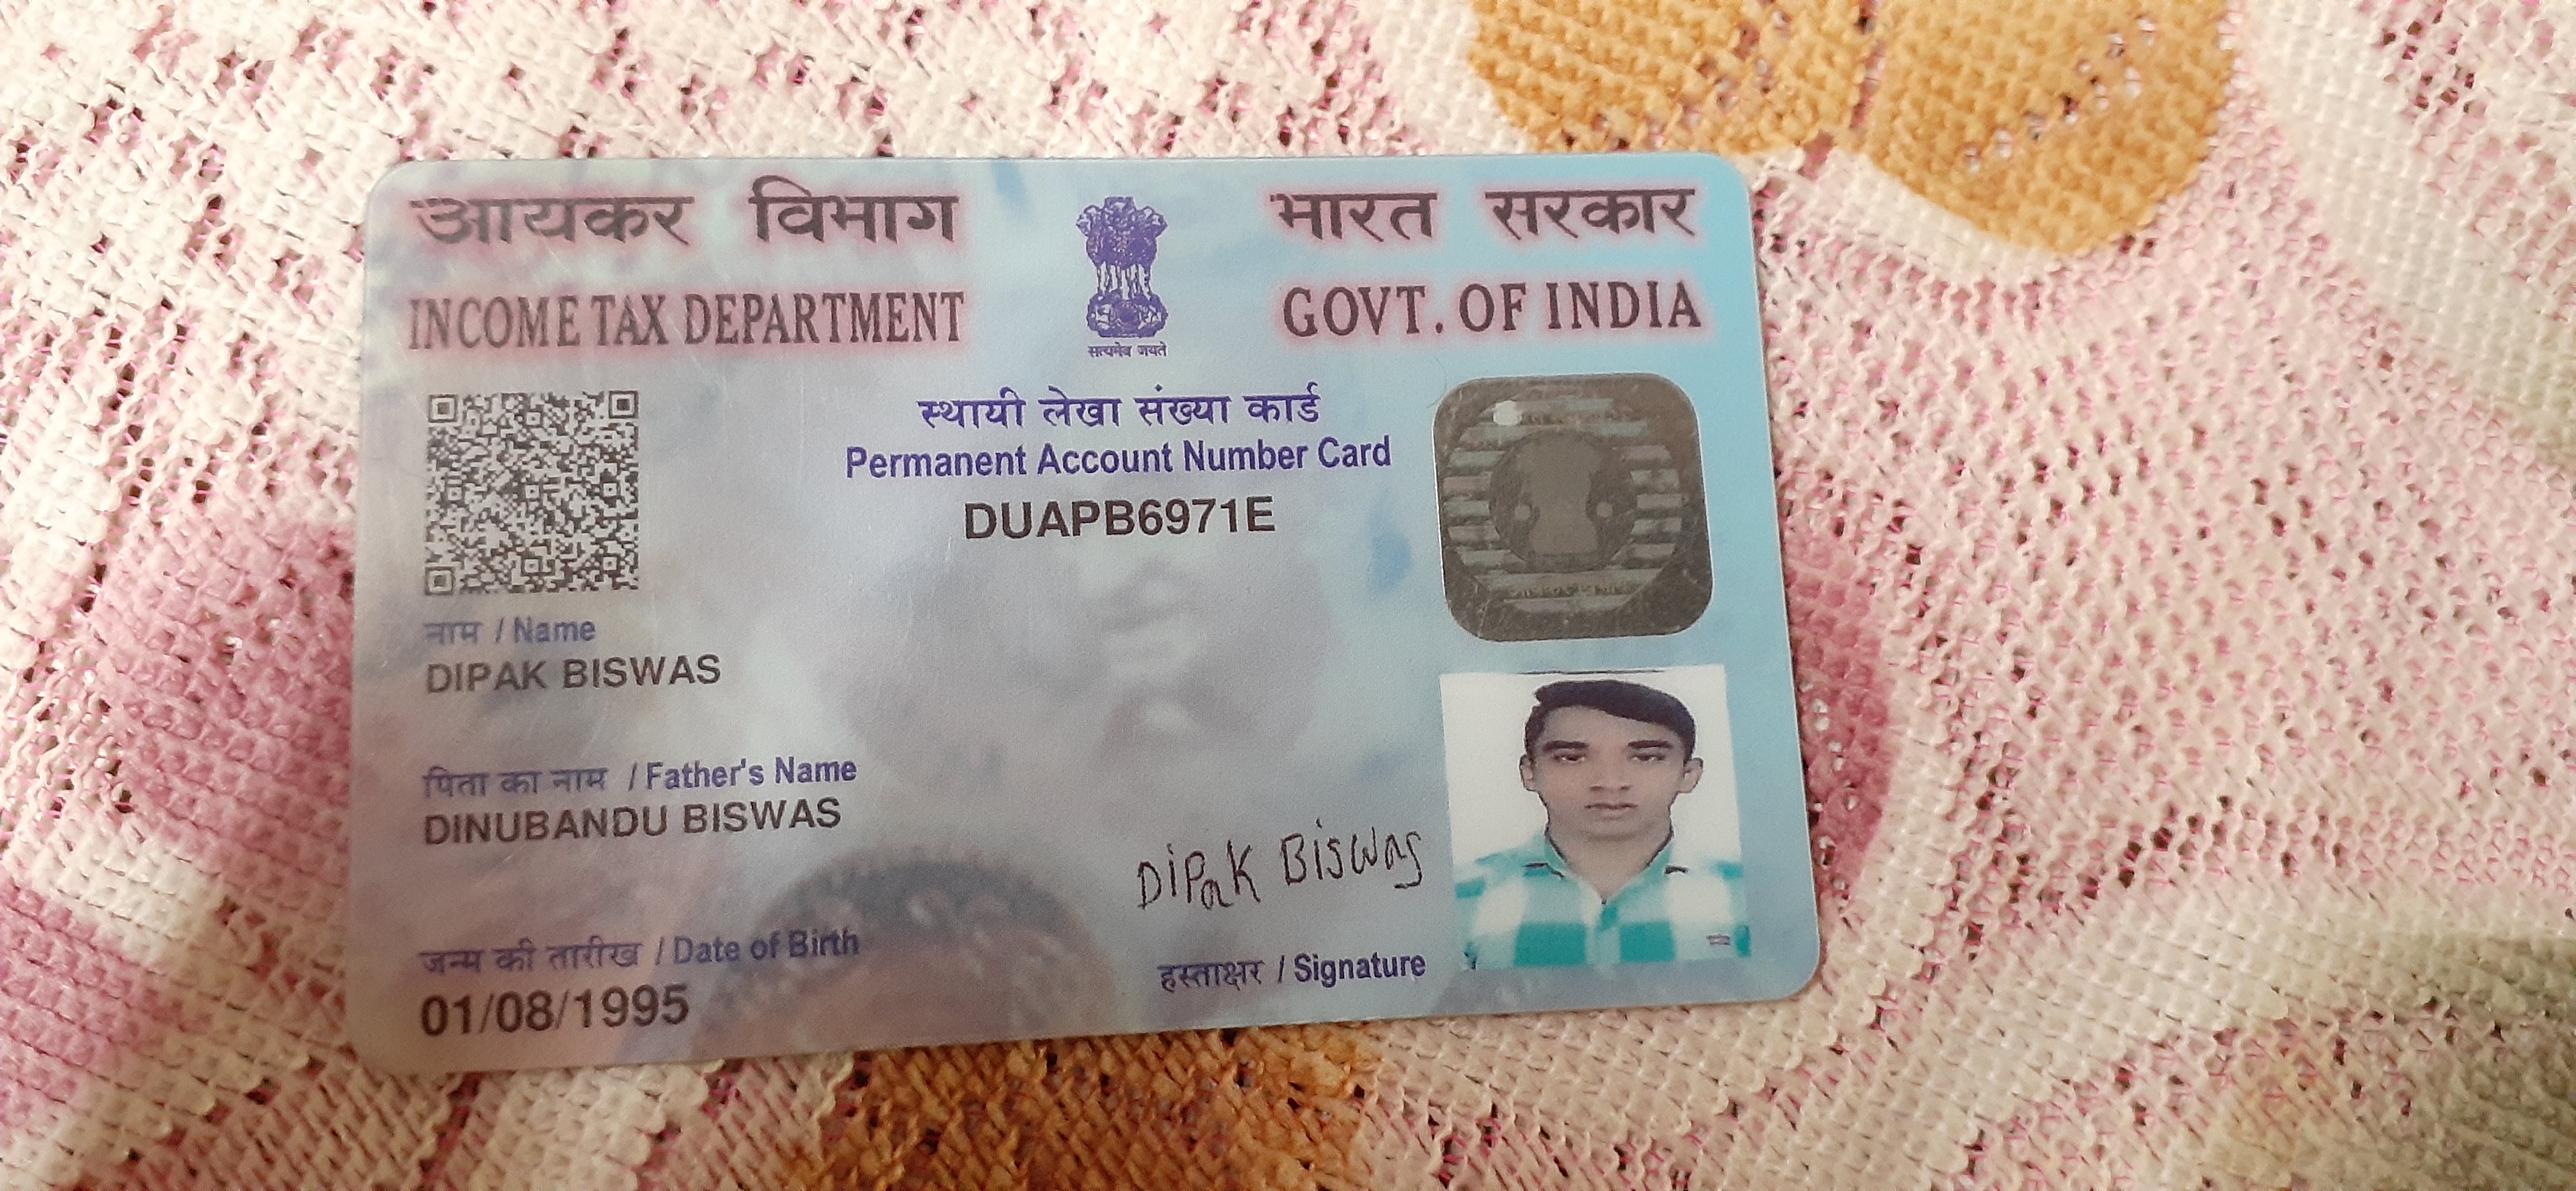 आयकर विभाग
INCOME TAX DEPARTMENT
सत्यमेव जयते
भारत सरकार
GOVT. OF INDIA
स्थायी लेखा संख्या कार्ड
Permanent Account Number Card
DUAPB6971E
नाम / Name
DIPAK BISWAS
पिता का नाम / Father's Name
DINUBANDU BISWAS
जन्म की तारीख / Date of Birth
01/08/1995
DiPaK Biswas
हस्ताक्षर / Signature